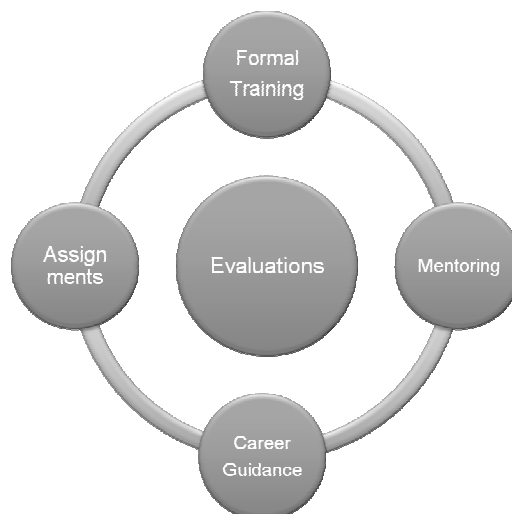 Formal
Training
Assign
ments
Evaluations
Mentoring
Career
Guidance